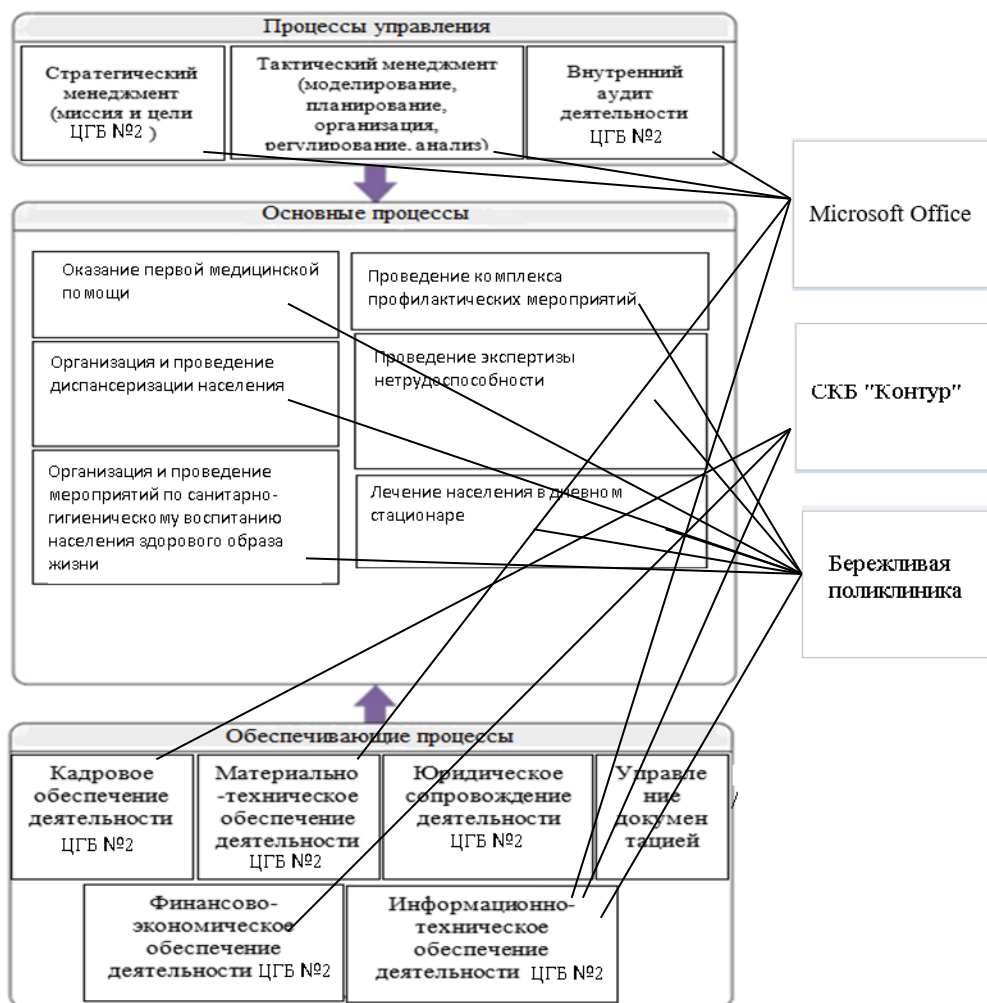 Процессы управления
Стратегический
менеджмент
(миссия и цели
ЦГБ №2 )
Тактический менеджмент
(моделирование,
планирование,
организация,
регулирование, анализ)
Внутренний
аудит
деятельности
ЦГБ №2
Основные процессы
Оказание первой медицинской
помощи
Проведение комплекса
профилактических мероприятий
Организация и проведение
диспансеризации населения
Проведение экспертизы
нетрудоспособности
Организация и проведение
мероприятий по санитарно-
гигиеническому воспитанию
населения здорового образа
жизни
Лечение населения в дневном
стационаре
Обеспечивающие процессы
Кадровое
обеспечение
деятельности
ЦГБ №2
Материально
-техническое
обеспечение
деятельности
ЦГБ №2
Юридическое
сопровождение
деятельности
ЦГБ №2
Управле
ние
докумен
тацией
Финансово-
экономическое
обеспечение
деятельности ЦГБ №2
Информационно-
техническое
обеспечение
деятельности ЦГБ №2
Microsoft Office
СКБ "Контур"
Бережливая
поликлиника